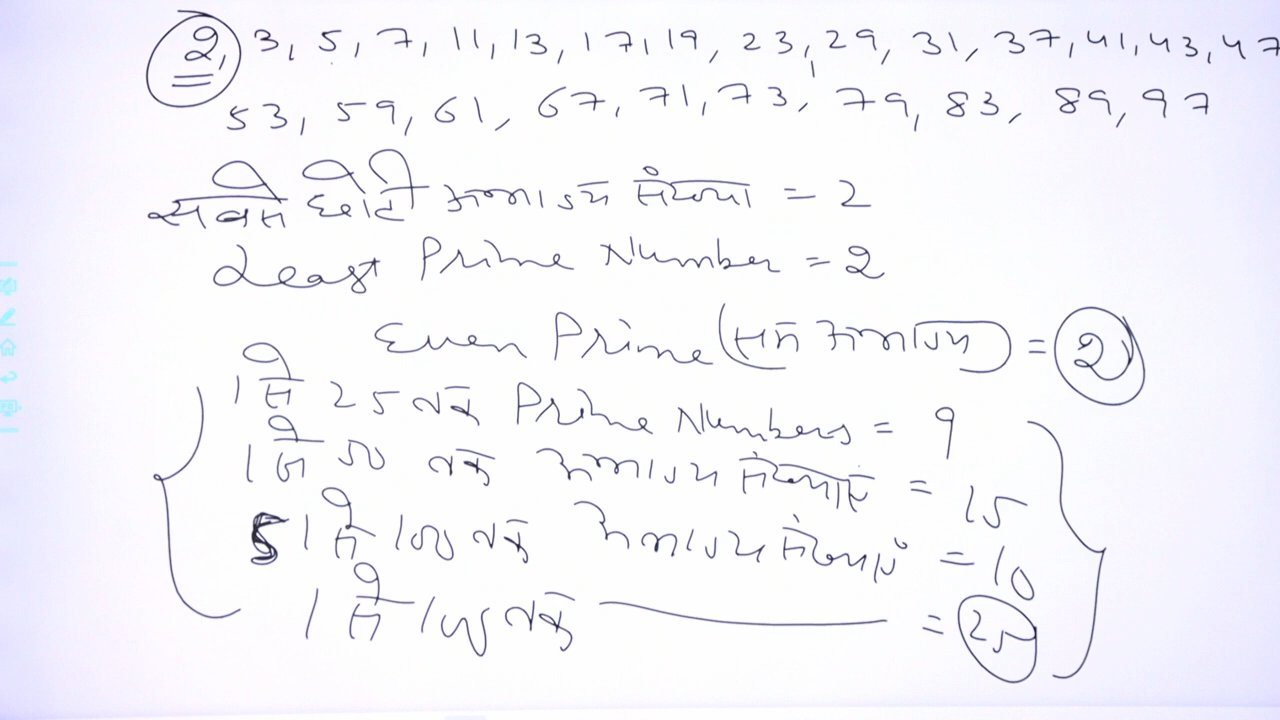 2, 3, 5, 7, 11, 13, 17, 19, 23, 29, 31, 37, 41, 43, 47
53, 59, 61, 67, 71, 73, 79, 83, 89, 97
सबसे छोटी अभाज्य संख्या = 2
Least Prime Number = 2
Even Prime (सम अभाज्य) = 2
1 से 25 तक Prime Numbers = 9
1 से 50 तक अभाज्य संख्याएं = 15
51 से 100 तक अभाज्य संख्याएं = 10
1 से 100 तक = 25